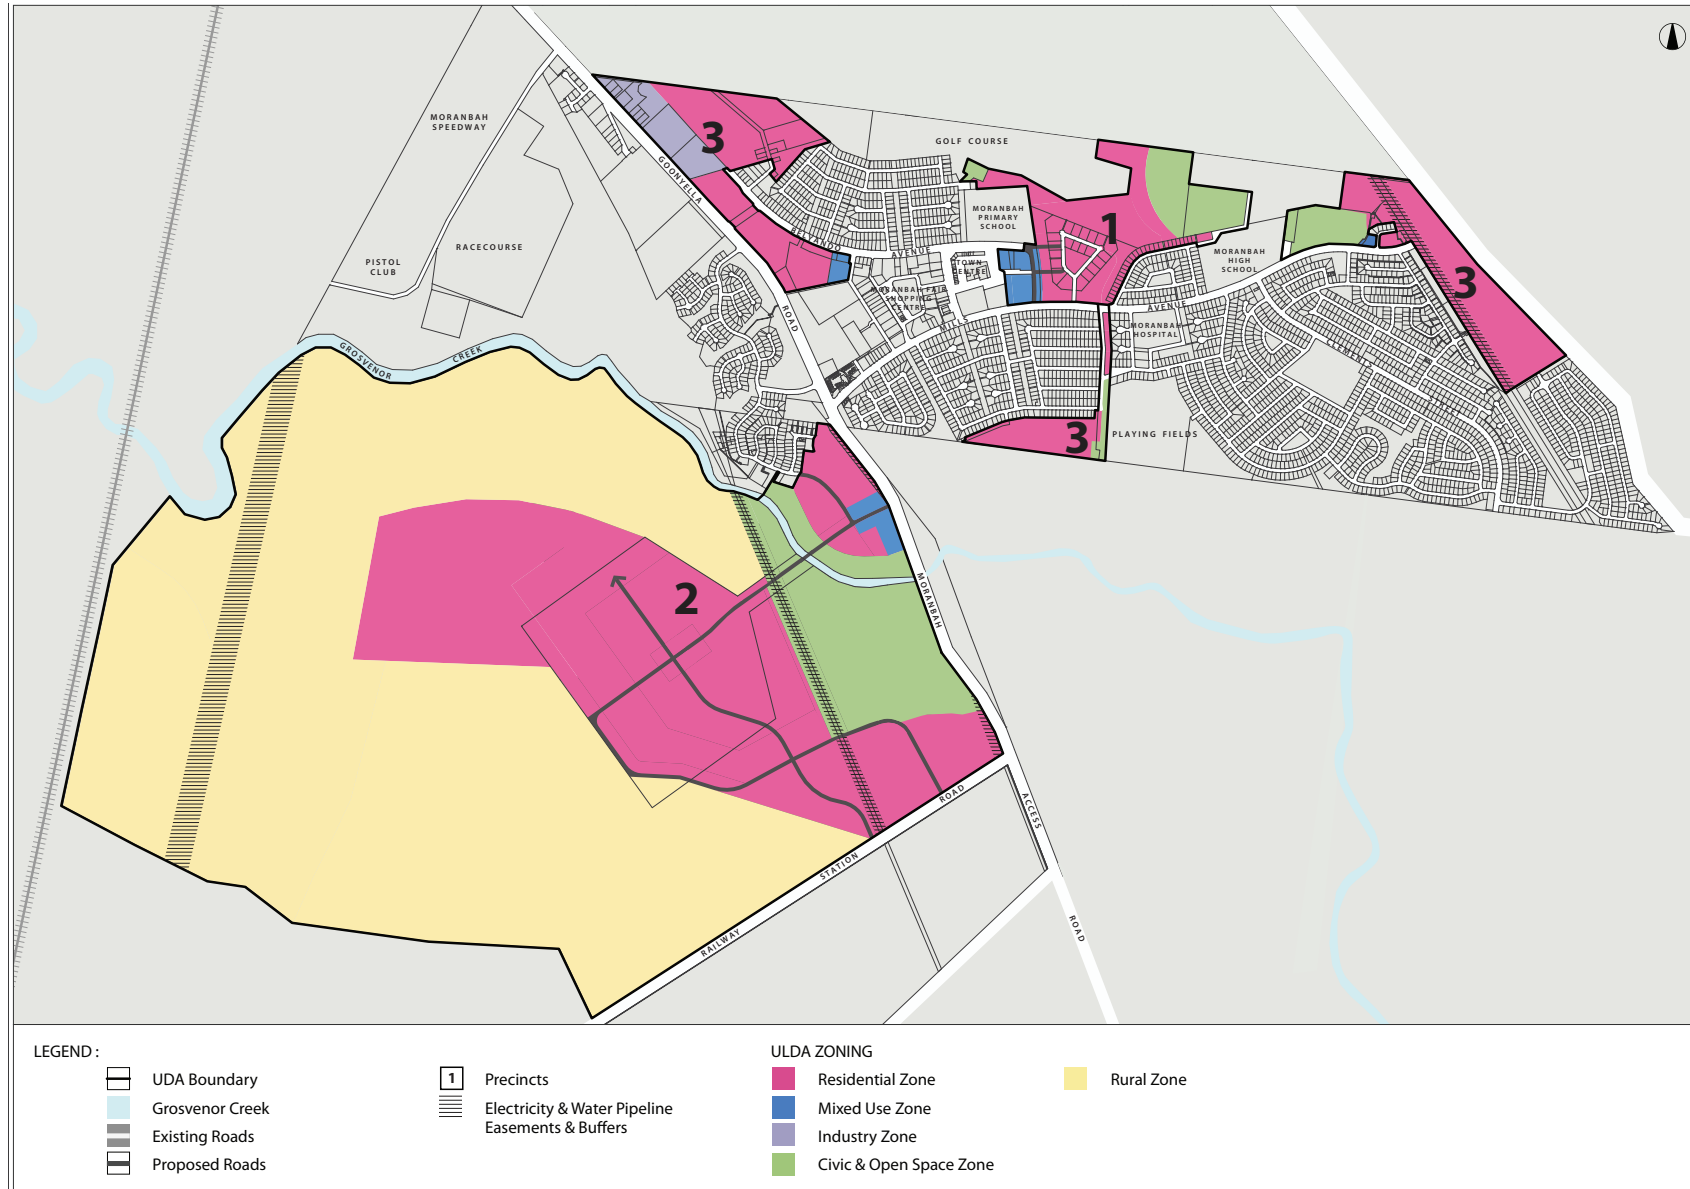 MORANBAH
SPEEDWAY
GOLF COURSE
3
GOONYELLA
MORANBAH
PRIMARY
SCHOOL
1
RACECOURSE
BELYANDO
AVENUE
MORANBAH
HIGH
SCHOOL
PISTOL
CLUB
TOWN
CENTRE
3
MORANBAH FAIR
SHOPPING
CENTRE
ROAD
MILLS
AVENUE
MORANBAH
HOSPITAL
GROSVENOR
CREEK
3
PLAYING FIELDS
2
MORANBAH
ACCESS
ROAD
RAILWAY
STATION
ROAD
LEGEND :
UDA Boundary
Grosvenor Creek
Existing Roads
Proposed Roads
1
Precincts
Electricity & Water Pipeline
Easements & Buffers
ULDA ZONING
Residential Zone
Mixed Use Zone
Industry Zone
Civic & Open Space Zone
Rural Zone